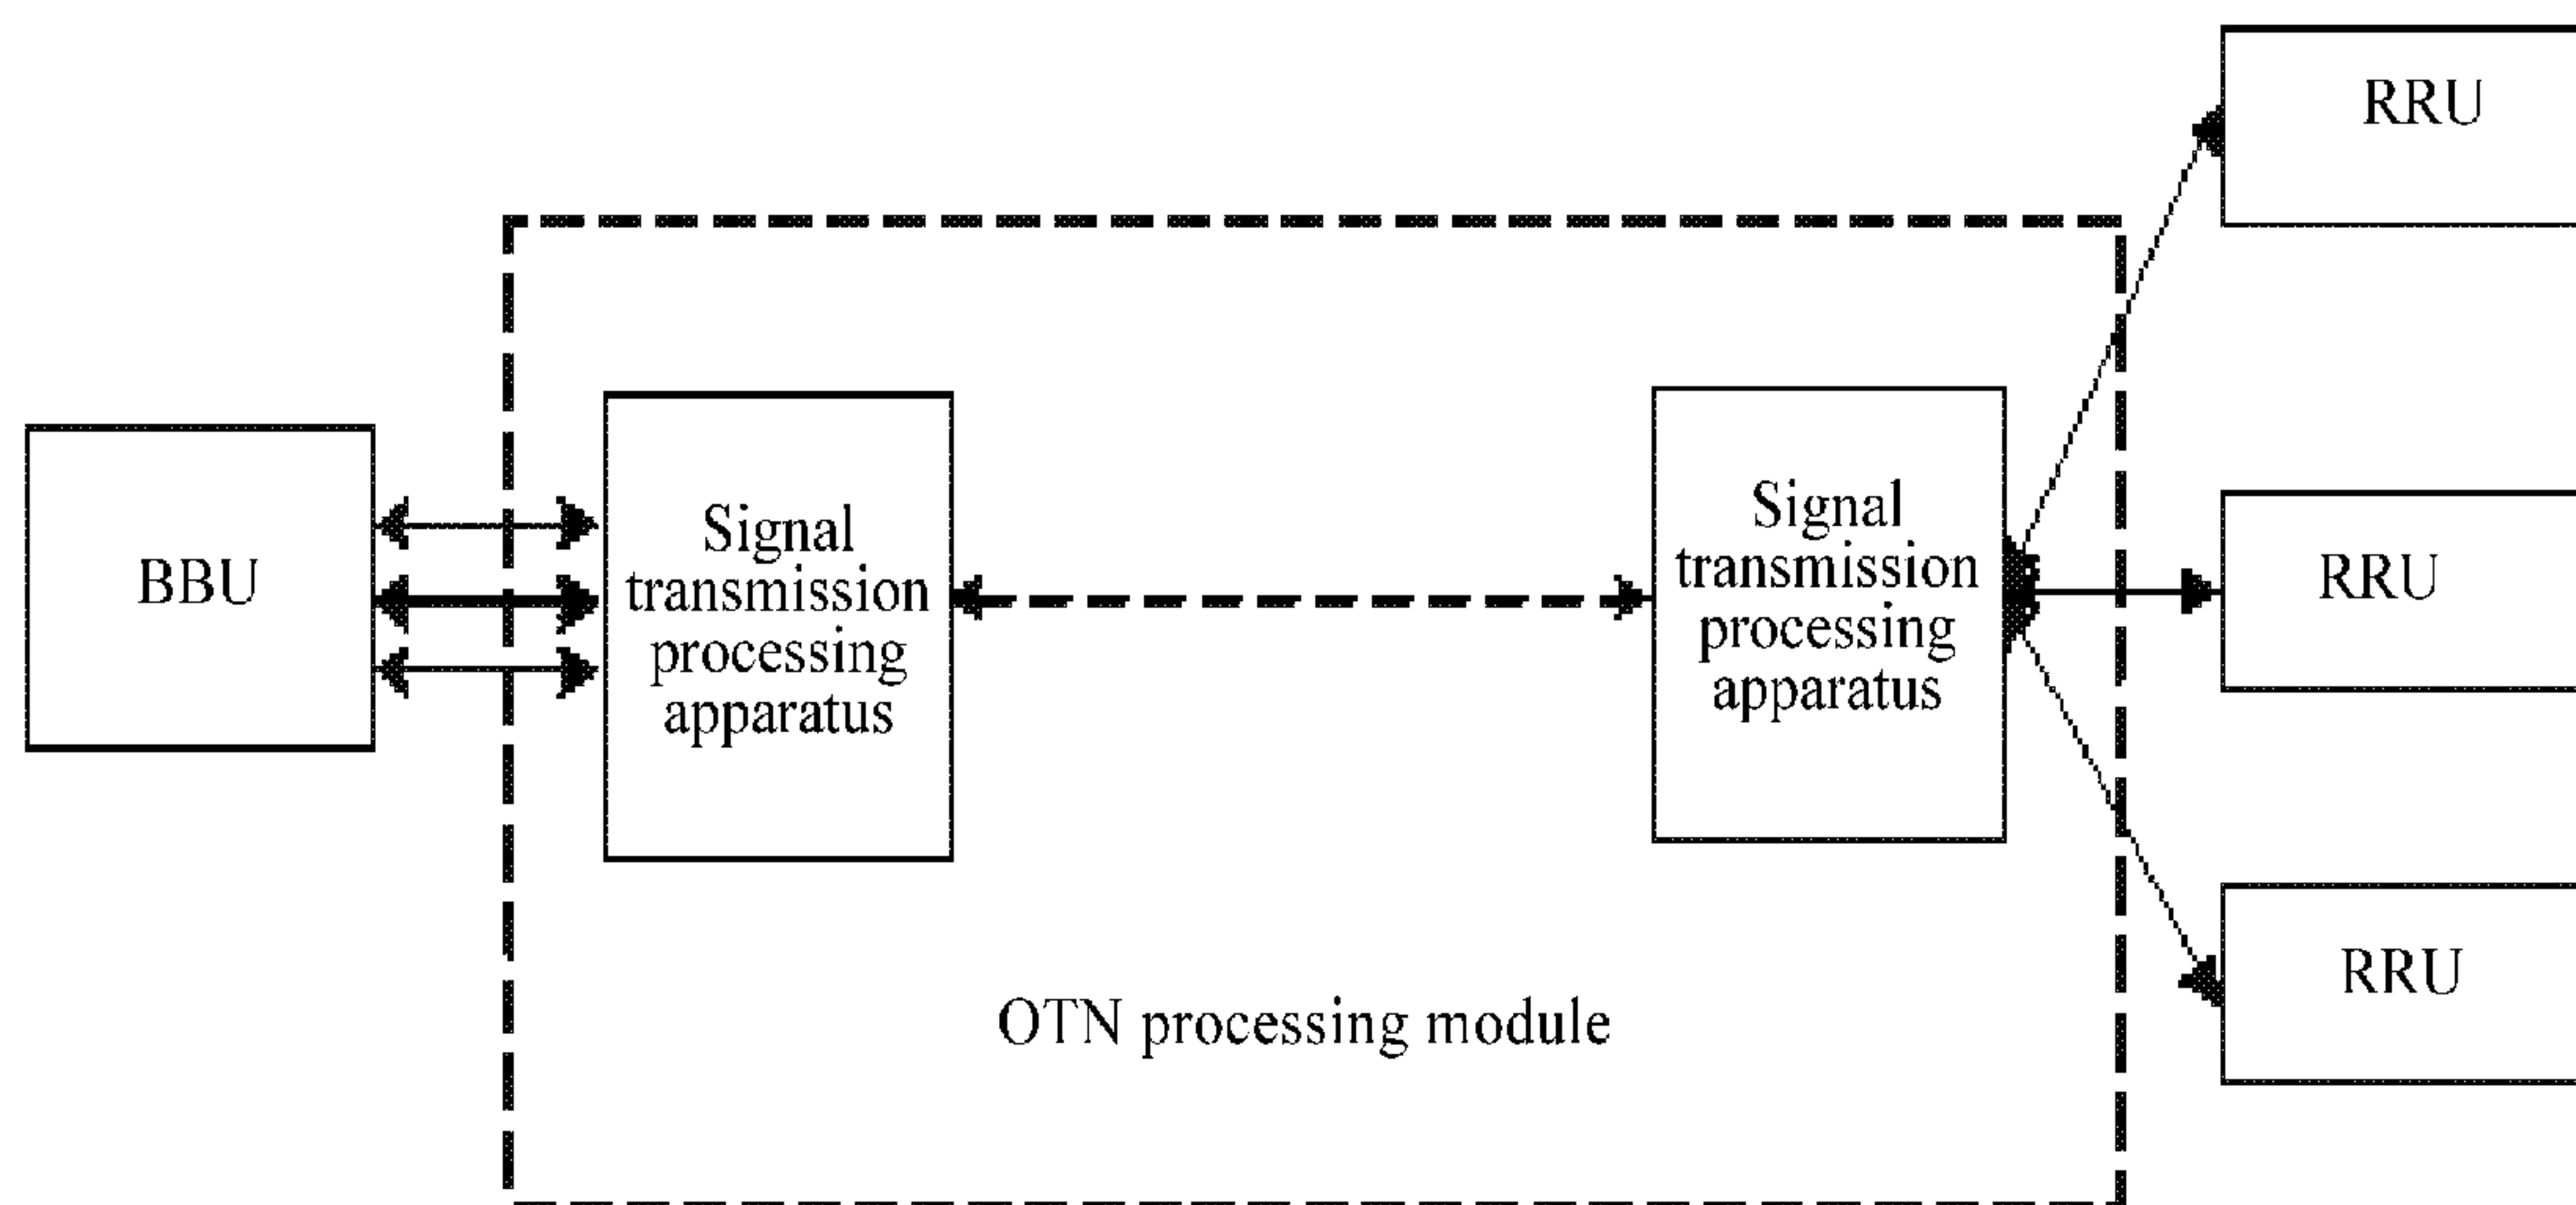 RRU
BBU
Signal
transmission
processing
apparatus
Signal
transmission
processing
apparatus
RRU
RRU
OTN processing module